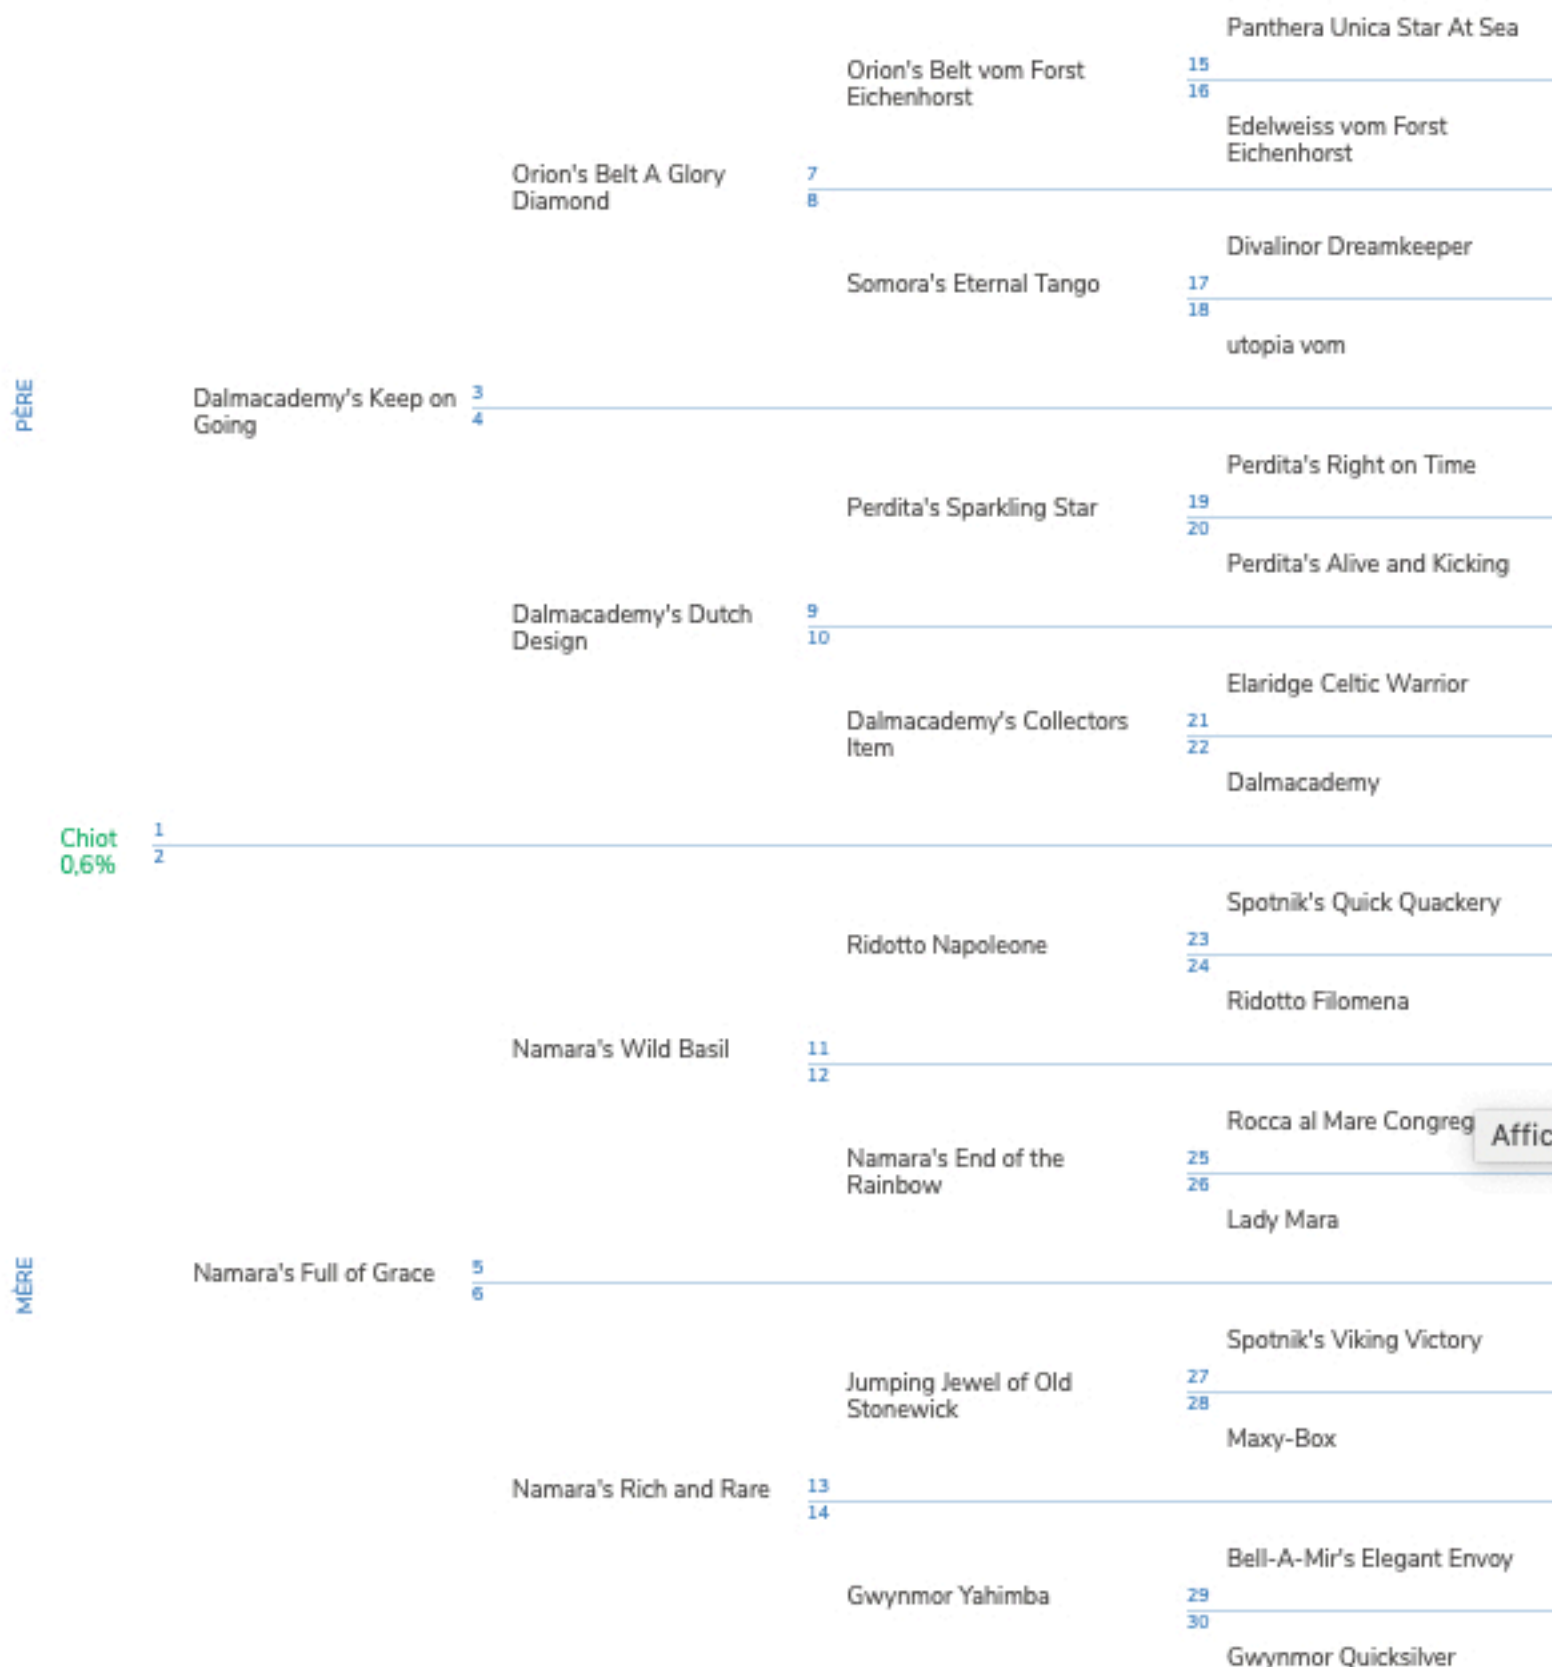 Panthera Unica Star At Sea
Orion's Belt vom Forst
Eichenhorst
15
16
Edelweiss vom Forst
Eichenhorst
Orion's Belt A Glory
Diamond
7
8
Divalinor Dreamkeeper
Somora's Eternal Tango
17
18
utopia vom
PÈRE
Dalmacademy's Keep on
Going
3
4
Perdita's Right on Time
Perdita's Sparkling Star
19
20
Perdita's Alive and Kicking
Dalmacademy's Dutch
Design
9
10
Elaridge Celtic Warrior
Dalmacademy's Collectors
Item
21
22
Dalmacademy
Chiot
0,6%
1
2
Spotnik's Quick Quackery
Ridotto Napoleone
23
24
Ridotto Filomena
Namara's Wild Basil
11
12
Rocca al Mare Congreg
Affic
Namara's End of the
Rainbow
25
26
Lady Mara
MÈRE
Namara's Full of Grace
5
6
Spotnik's Viking Victory
Jumping Jewel of Old
Stonewick
27
28
Maxy-Box
Namara's Rich and Rare
13
14
Bell-A-Mir's Elegant Envoy
Gwynmor Yahimba
29
30
Gwynmor Quicksilver